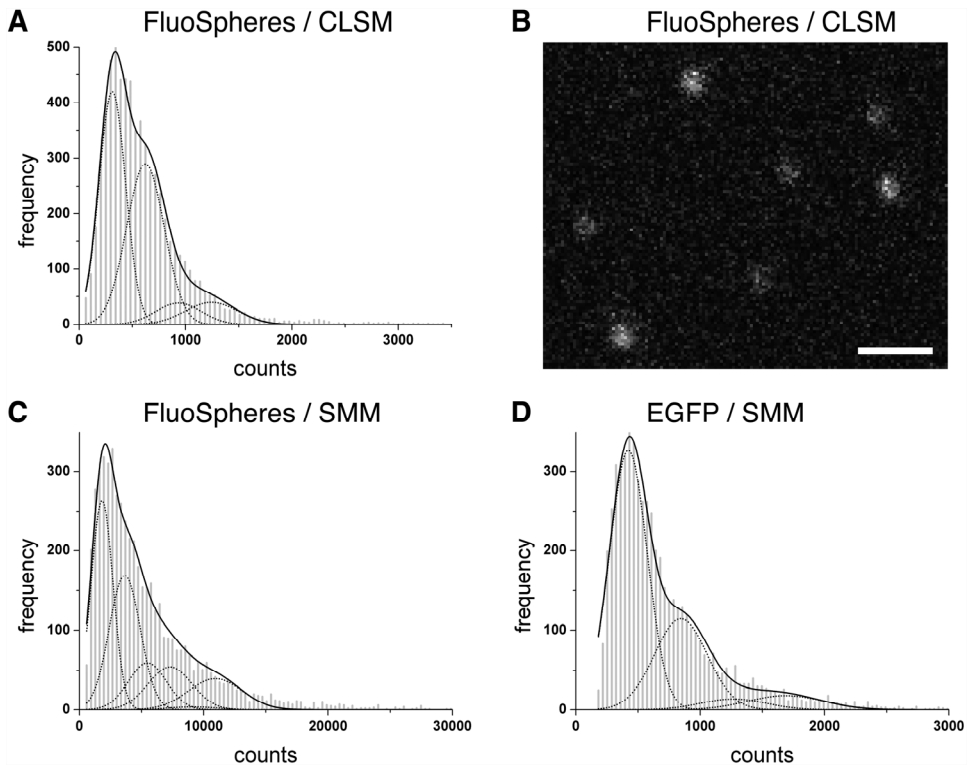 A FluoSpheres / CLSM
500
400
300
200
100
0
frequency
0 1000 2000 3000
counts
B FluoSpheres / CLSM
C FluoSpheres / SMM
300
200
100
0
frequency
0 10000 20000 30000
counts
D EGFP / SMM
300
200
100
0
frequency
0 1000 2000 3000
counts